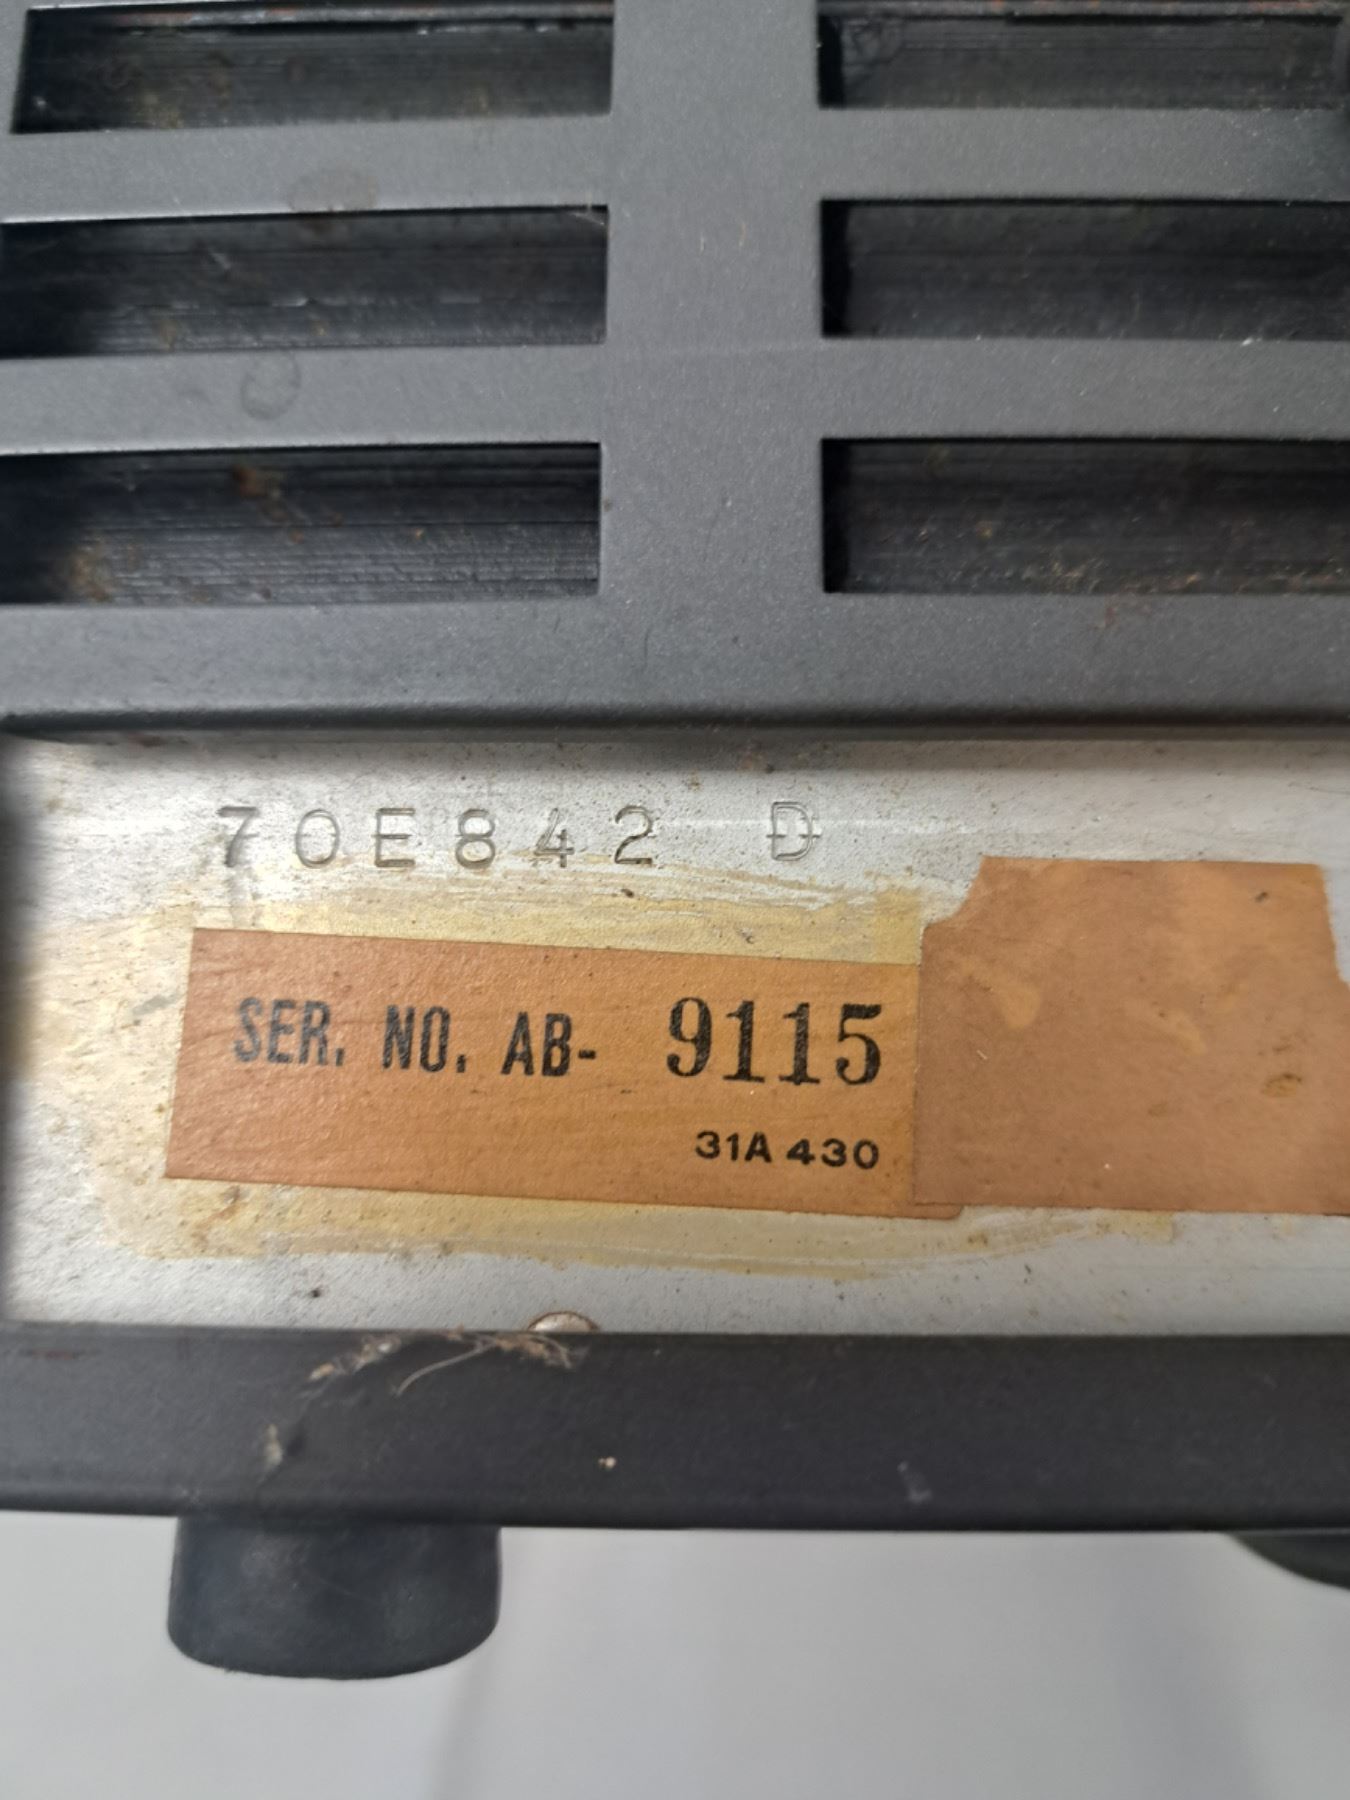 70E842 D
SER. NO. AB- 9115
31A 430